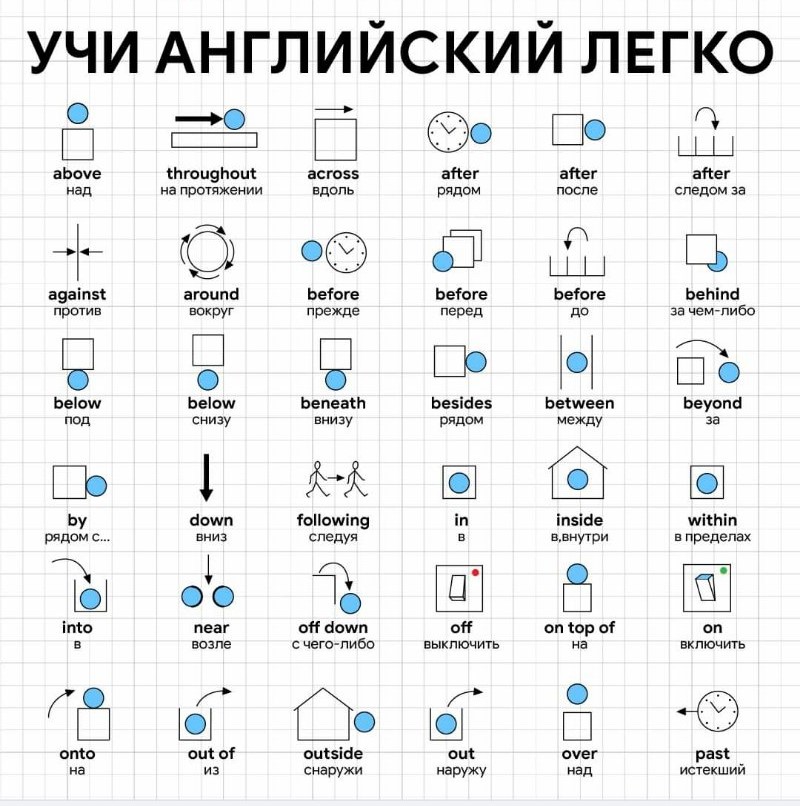 УЧИ АНГЛИЙСКИЙ ЛЕГКО
above
над
throughout
на протяжении
across
вдоль
after
рядом
after
после
after
следом за
against
против
around
вокруг
before
прежде
before
перед
before
до
behind
за чем-либо
below
под
below
снизу
beneath
внизу
besides
рядом
between
между
beyond
за
by
рядом с...
down
вниз
following
следуя
in
в
inside
в,внутри
within
в пределах
into
в
near
возле
off down
с чего-либо
off
выключить
on top of
на
on
включить
onto
на
out of
из
outside
снаружи
out
наружу
over
над
past
истекший